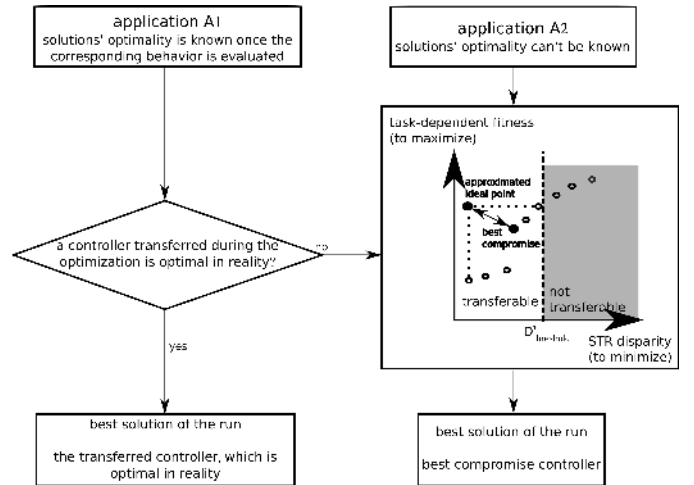 application A1
solutions' optimality is known once the
corresponding behavior is evaluated
application A2
solutions' optimality can't be known
task-dependent fitness
(to maximize)
approximated
ideal point
best
compromise
transferable
not
transferable
STR disparity
(to minimize)
a controller transferred during the
optimization is optimal in reality?
no
yes
best solution of the run
the transferred controller, which is
optimal in reality
best solution of the run
best compromise controller